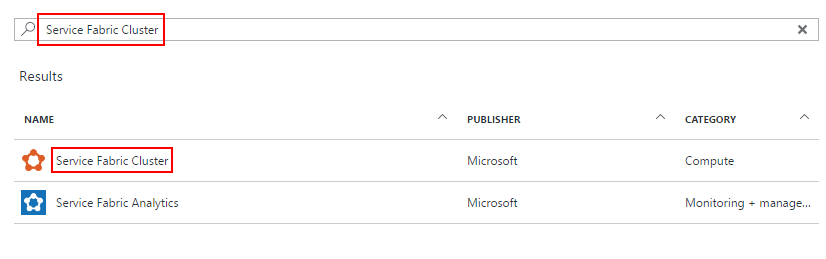 Service Fabric Cluster
Results
NAME PUBLISHER CATEGORY
Service Fabric Cluster Microsoft Compute
Service Fabric Analytics Microsoft Monitoring + manage...